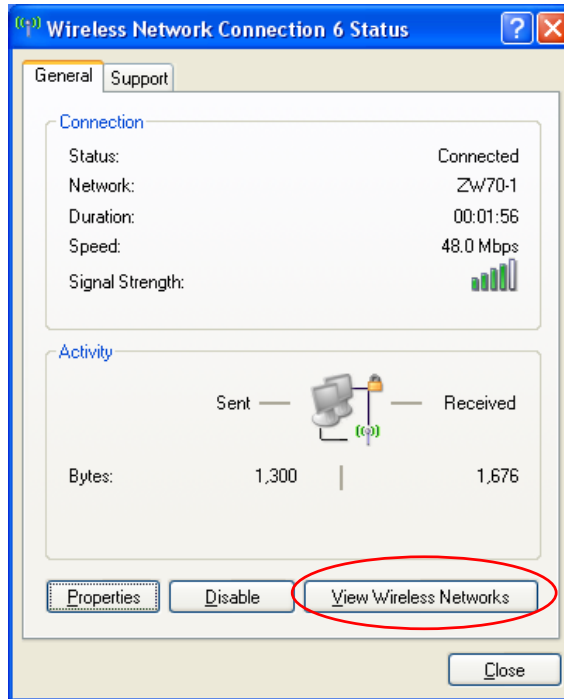 Wireless Network Connection 6 Status
General Support
Connection
Status: Connected
Network: ZW70-1
Duration: 00:01:56
Speed: 48.0 Mbps
Signal Strength:
Activity
Sent Received
Bytes: 1,300 1,676
Properties Disable View Wireless Networks
Close